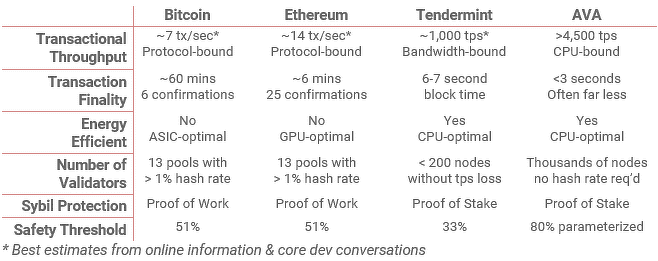 Bitcoin Ethereum Tendermint AVA
Transactional ~7 tx/sec* ~14 tx/sec* ~1,000 tps* >4,500 tps
Throughput Protocol-bound Protocol-bound Bandwidth-bound CPU-bound
Transaction ~60 mins ~6 mins 6-7 second <3 seconds
Finality 6 confirmations 25 confirmations block time Often far less
Energy No No Yes Yes
Efficient ASIC-optimal GPU-optimal CPU-optimal CPU-optimal
Number of 13 pools with 13 pools with < 200 nodes Thousands of nodes
Validators > 1% hash rate > 1% hash rate without tps loss no hash rate req'd
Sybil Protection Proof of Work Proof of Work Proof of Stake Proof of Stake
Safety Threshold 51% 51% 33% 80% parameterized
* Best estimates from online information & core dev conversations